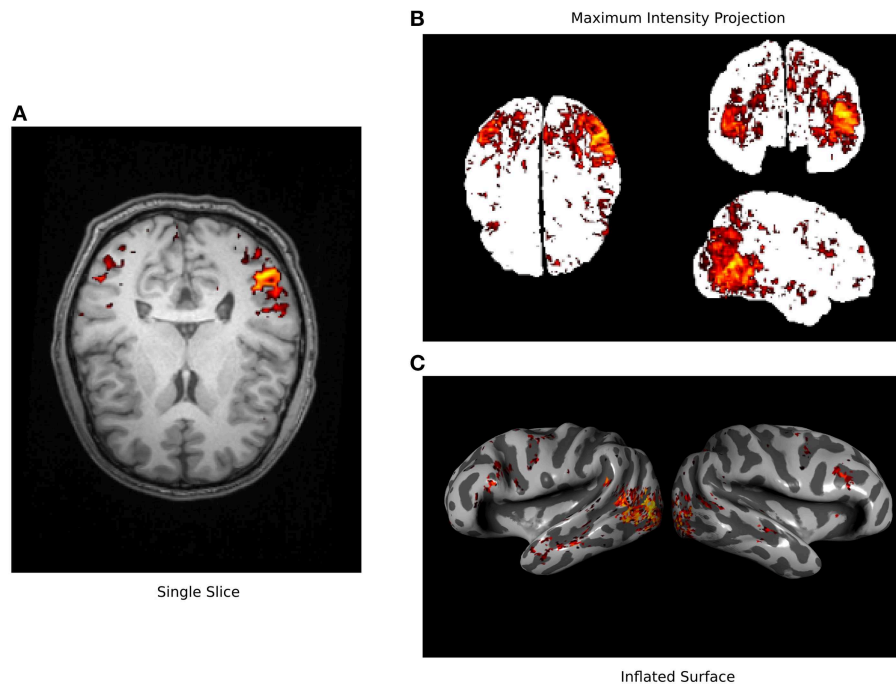 A
Single Slice
B
Maximum Intensity Projection
C
Inflated Surface